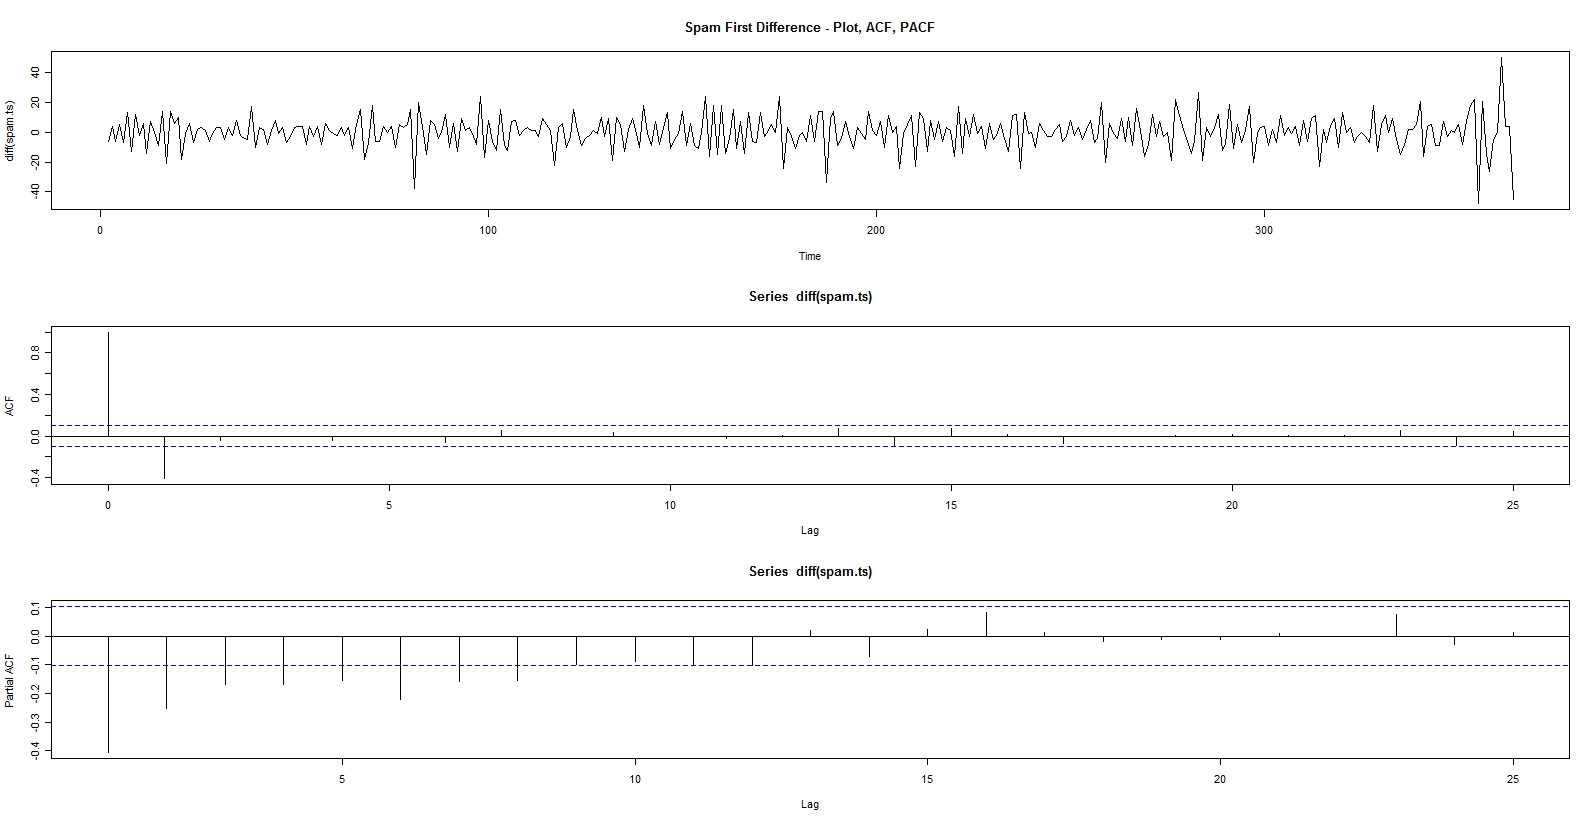 Spam First Difference - Plot, ACF, PACF
diff(spam.ts)
40
20
0
-20
-40
0 100 200 300
Time
Series diff(spam.ts)
ACF
0.8
0.4
0.0
-0.4
0 5 10 15 20 25
Lag
Series diff(spam.ts)
Partial ACF
0.1
0.0
-0.1
-0.2
-0.3
-0.4
5 10 15 20 25
Lag